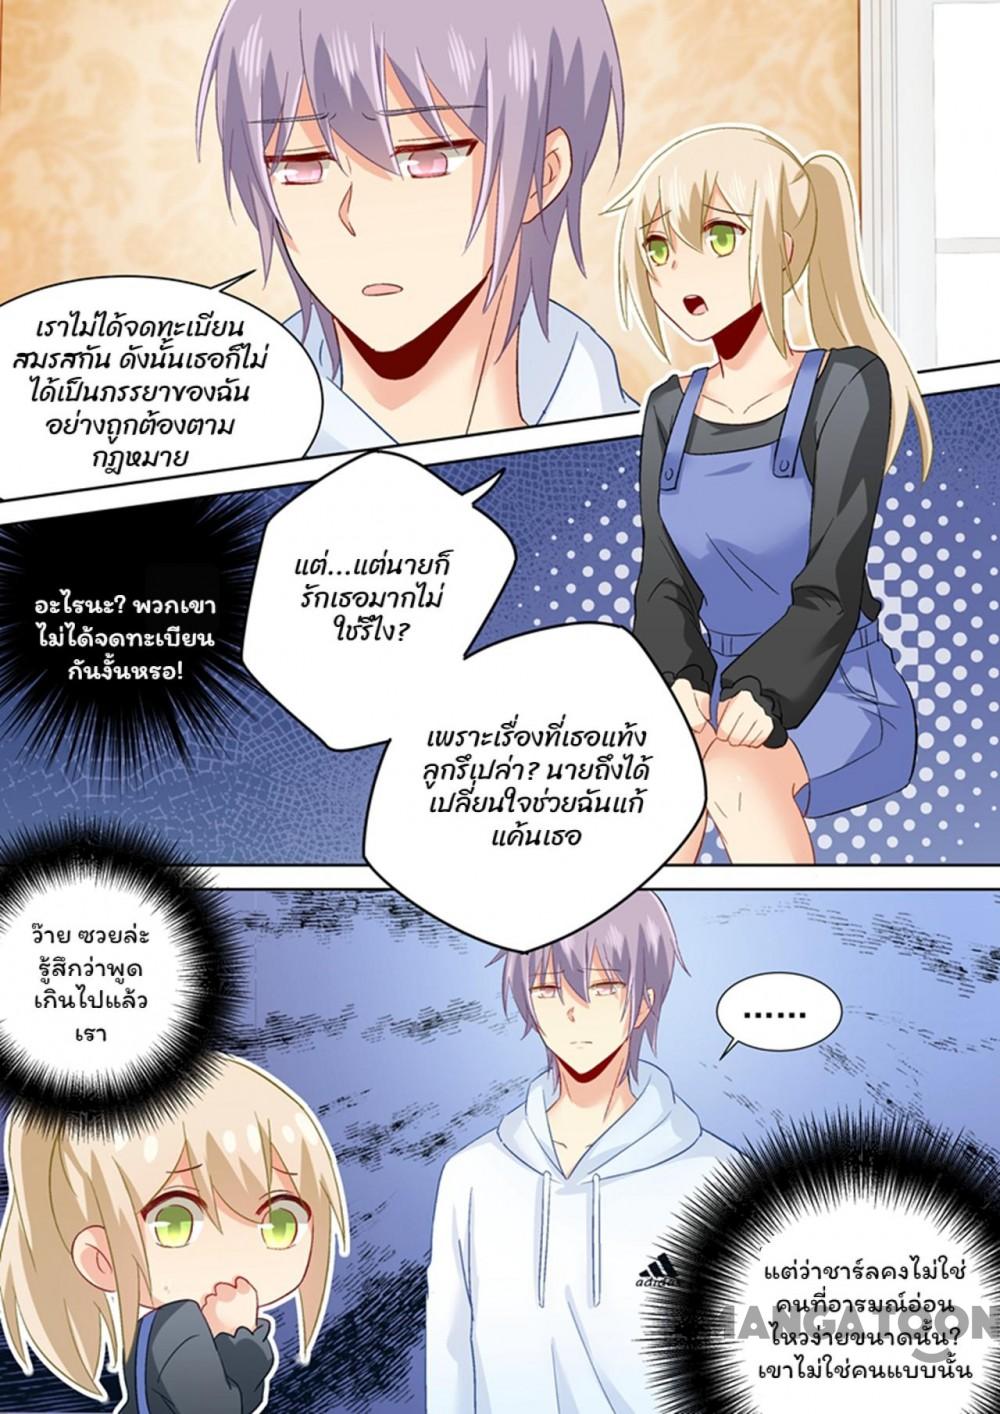 เราไม่ได้จดทะเบียน
สมรสกัน ดังนั้นเธอก็ไม่
ได้เป็นภรรยาของฉัน
อย่างถูกต้องตาม
กฎหมาย
แต่...แต่นายก็
รักเธอมากไม่
ใช่รึไง?
อะไรนะ? พวกเขา
ไม่ได้จดทะเบียน
กันงั้นหรอ!
เพราะเรื่องที่เธอแท้ง
ลูกรึเปล่า? นายถึงได้
เปลี่ยนใจช่วยฉันแก้
แค้นเธอ
ว๊าย ซวยล่ะ
รู้สึกว่าพูด
เกินไปแล้ว
เรา
......
adidas
แต่ว่าชาร์ลคงไม่ใช่
คนที่อารมณ์อ่อน
ไหวง่ายขนาดนั้น?
เขาไม่ใช่คนแบบนั้น
MANGATOON